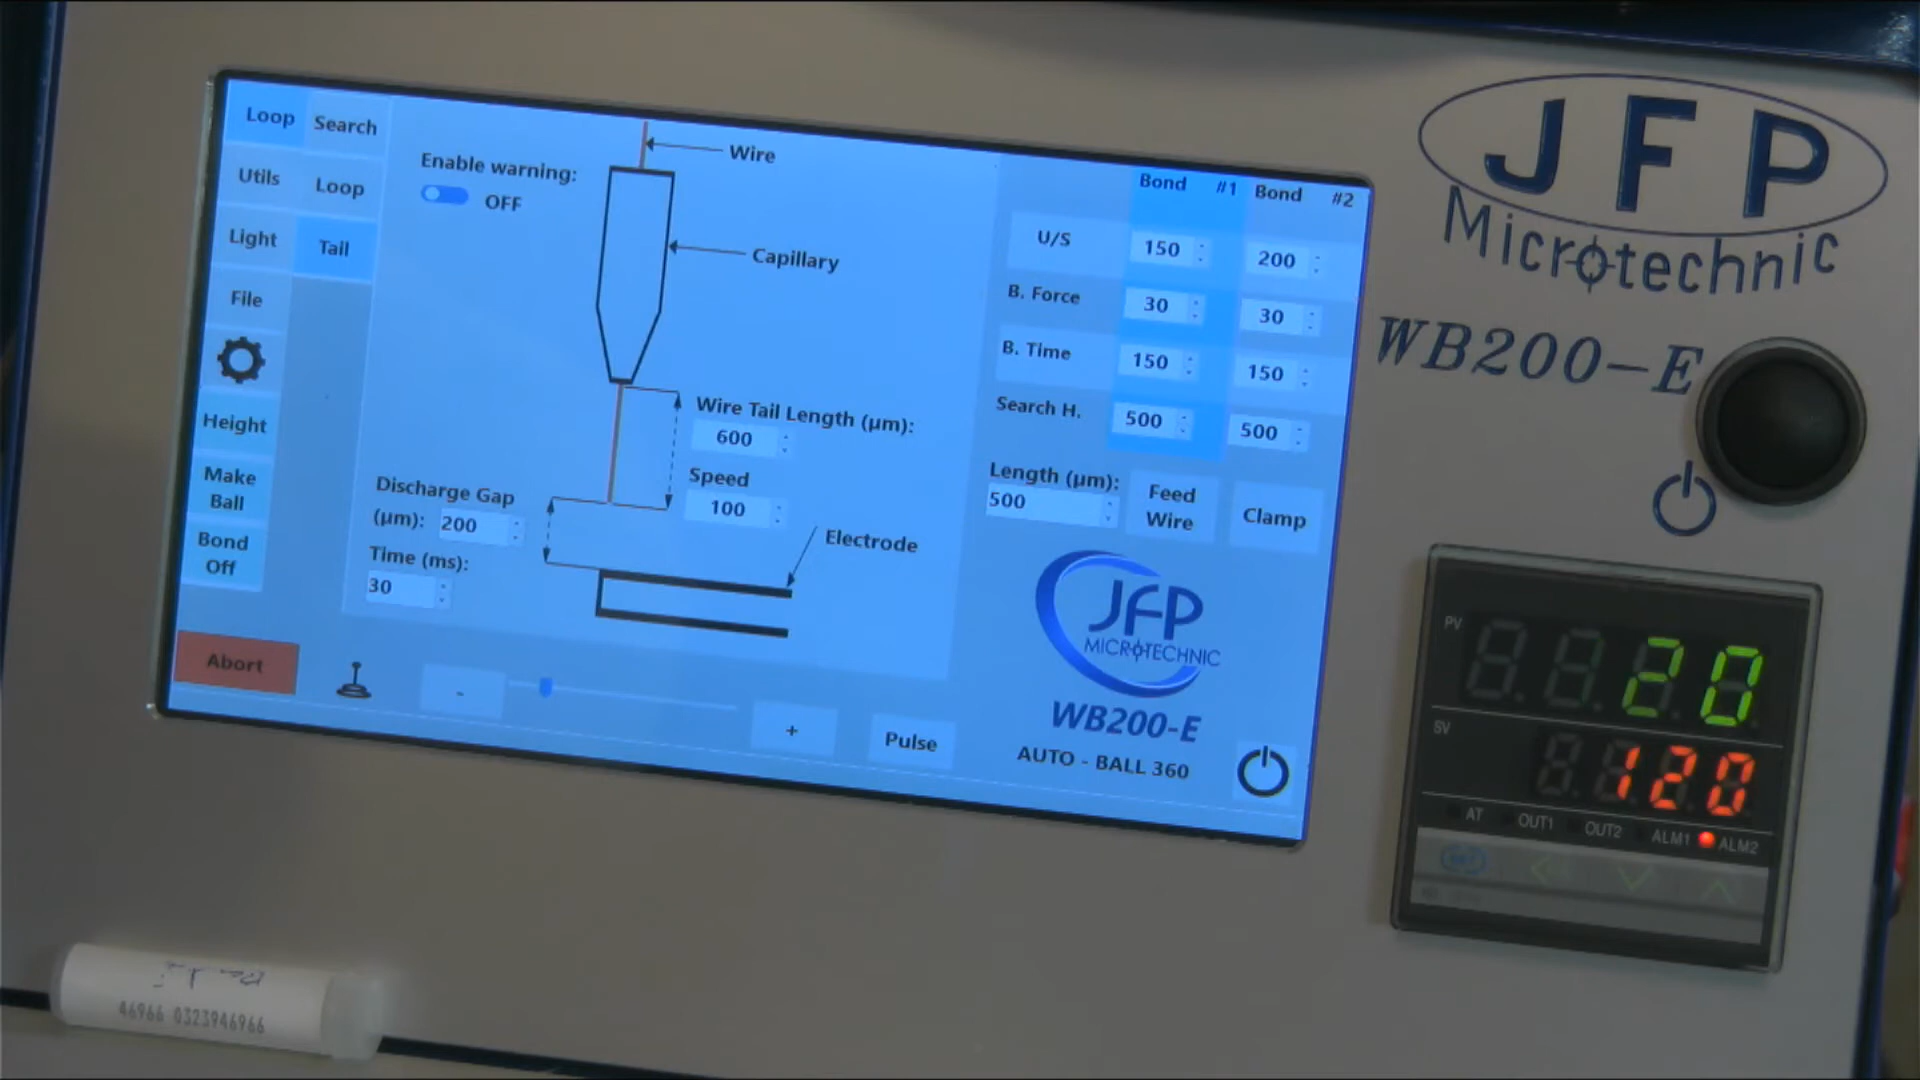 Loop
Search
Utils
Loop
Light
Tail
File
Height
Make
Ball
Bond
Off
Abort
Enable warning:
OFF
Wire
Capillary
Wire Tail Length (µm):
600
Speed
100
Discharge Gap
(µm): 200
Time (ms):
30
Electrode
-
+
Pulse
Bond #1 Bond #2
U/S 150 200
B. Force 30 30
B. Time 150 150
Search H. 500 500
Length (µm):
500
Feed
Wire
Clamp
JFP
MICROTECHNIC
WB200-E
AUTO - BALL 360
JFP
Microtechnic
WB200-E
PV
20
SV
120
AT OUT1 OUT2 ALM1 ALM2
46966 0323946966